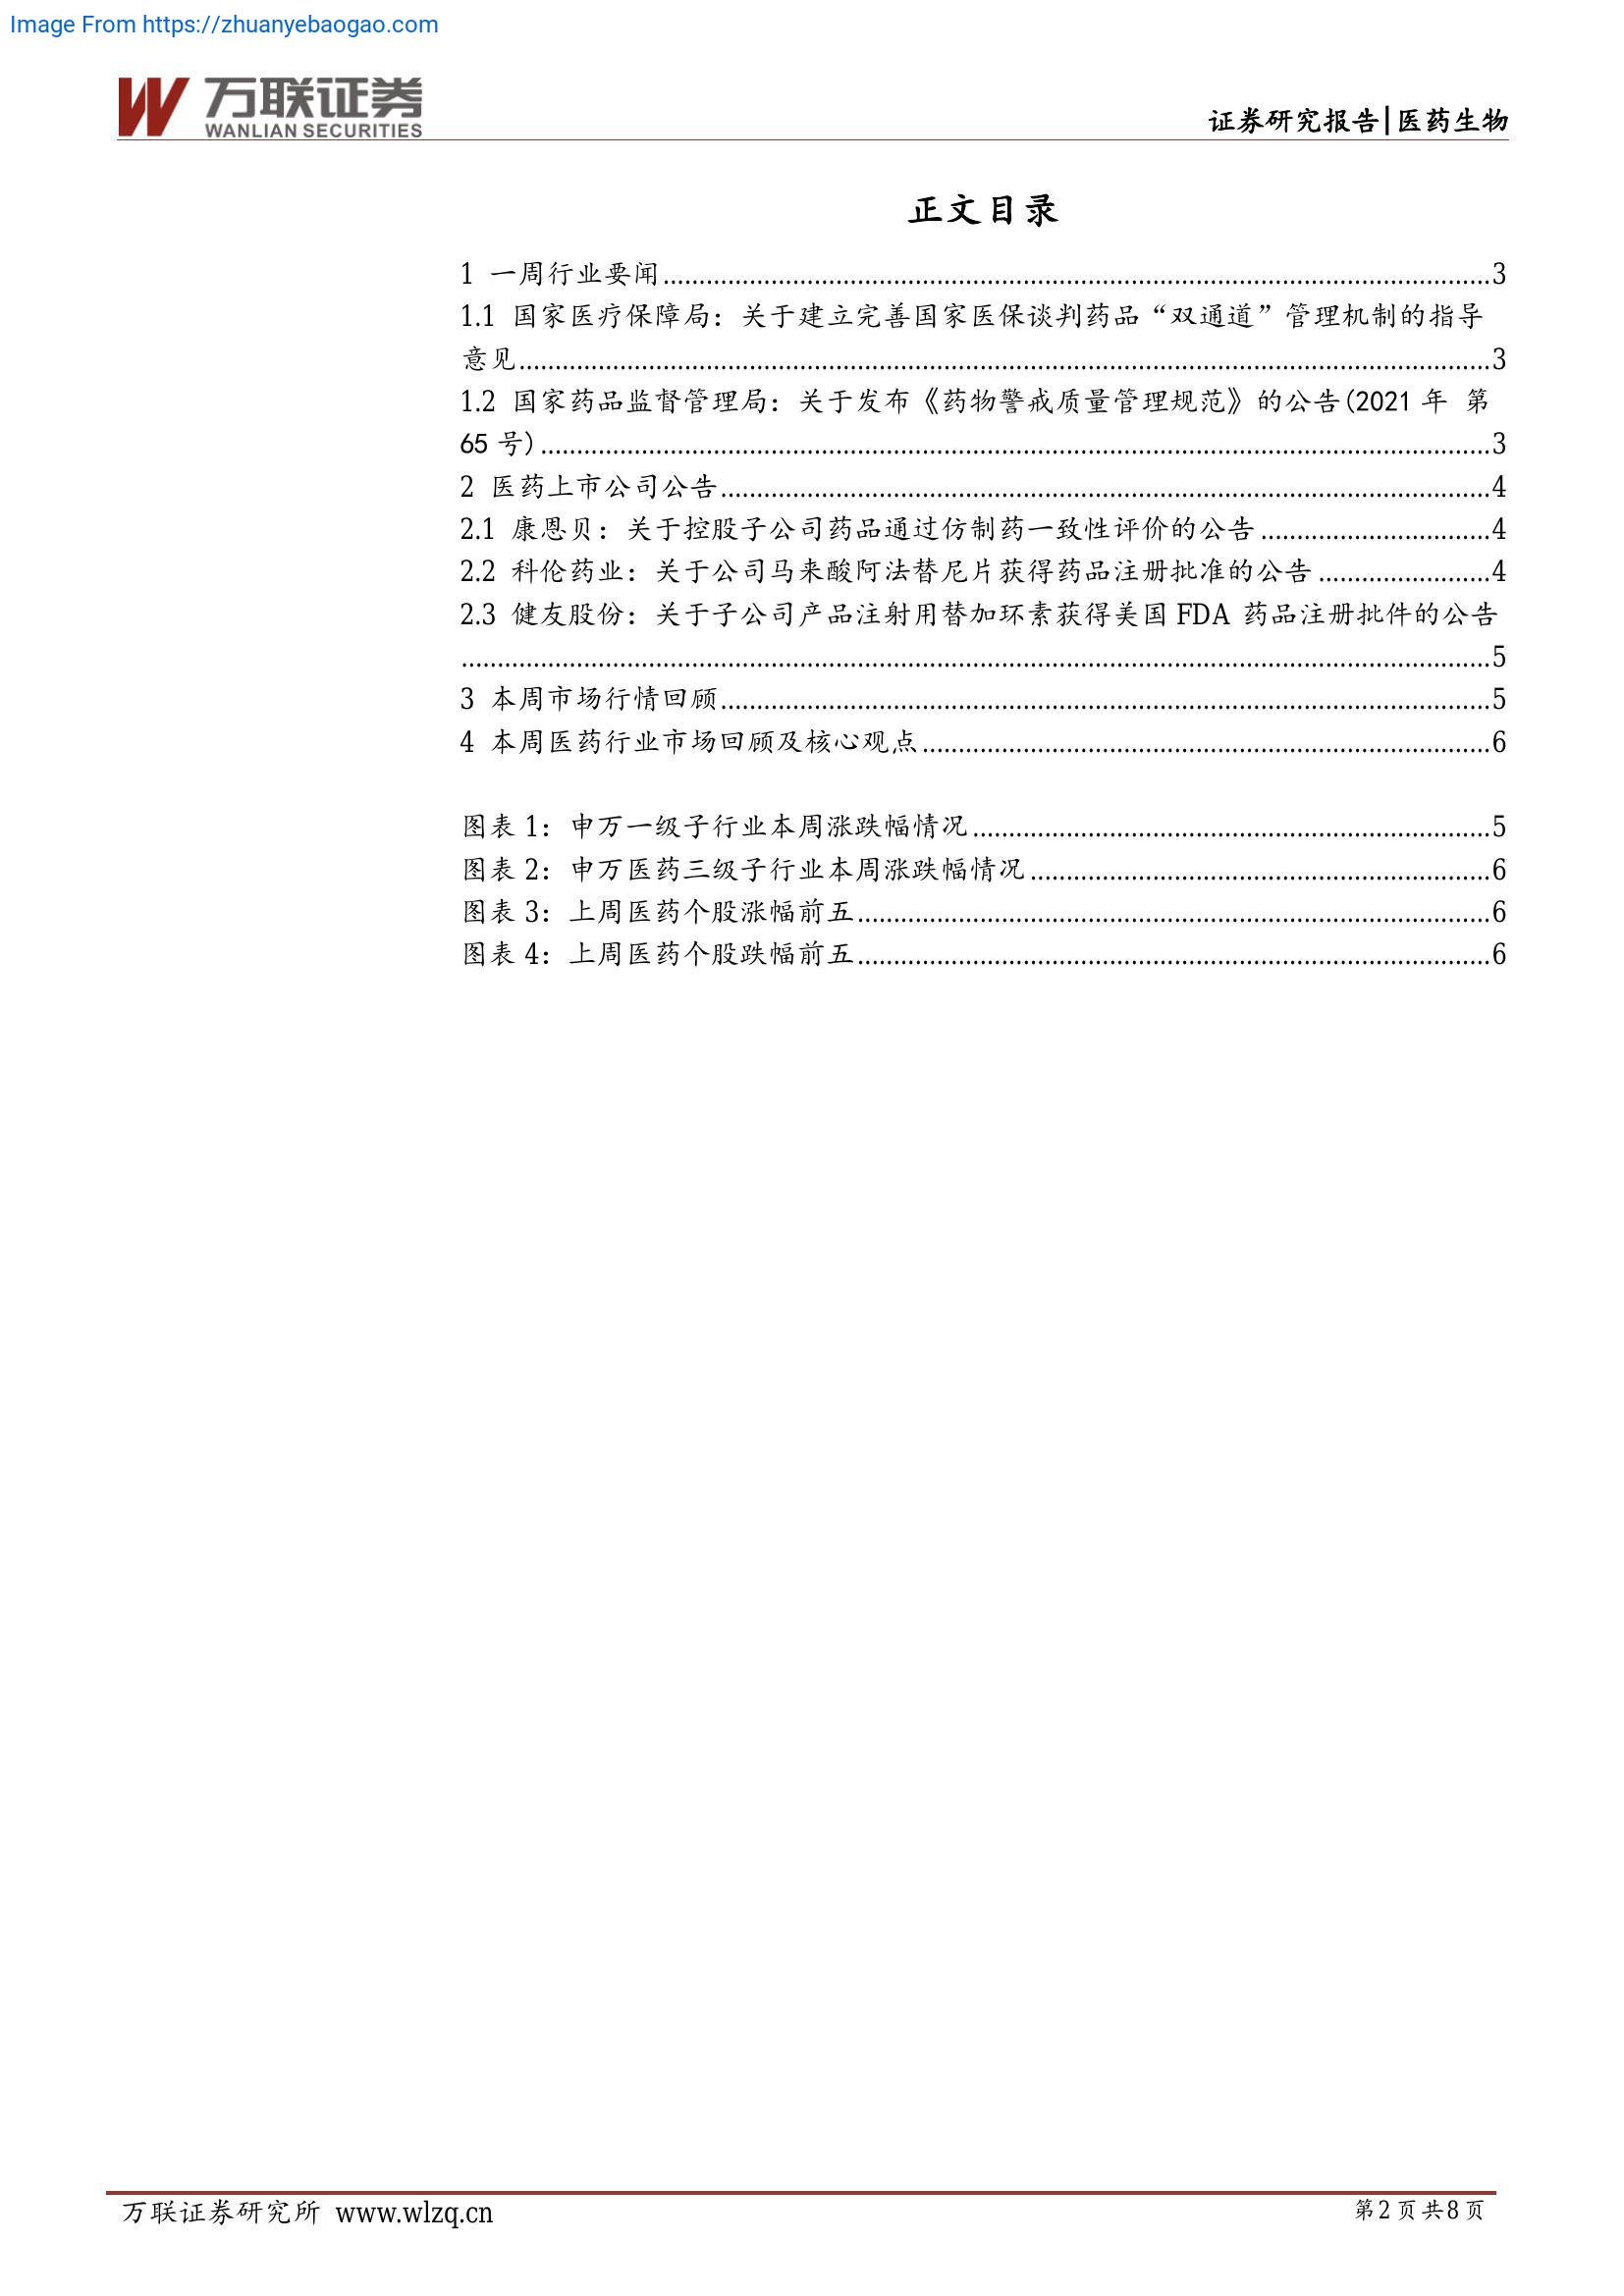 Image From https://zhuanyebaogao.com
万联证券
WANLIAN SECURITIES
证券研究报告|医药生物
正文目录
1 一周行业要闻........................3
1.1 国家医疗保障局：关于建立完善国家医保谈判药品“双通道”管理机制的指导
意见........................3
1.2 国家药品监督管理局：关于发布《药物警戒质量管理规范》的公告(2021 年 第
65 号)........................3
2 医药上市公司公告........................4
2.1 康恩贝：关于控股子公司药品通过仿制药一致性评价的公告........................4
2.2 科伦药业：关于公司马来酸阿法替尼片获得药品注册批准的公告........................4
2.3 健友股份：关于子公司产品注射用替加环素获得美国 FDA 药品注册批件的公告
........................5
3 本周市场行情回顾........................5
4 本周医药行业市场回顾及核心观点........................6
图表 1：申万一级子行业本周涨跌幅情况........................5
图表 2：申万医药三级子行业本周涨跌幅情况........................6
图表 3：上周医药个股涨幅前五........................6
图表 4：上周医药个股跌幅前五........................6
万联证券研究所 www.wlzq.cn
第 2 页 共 8 页